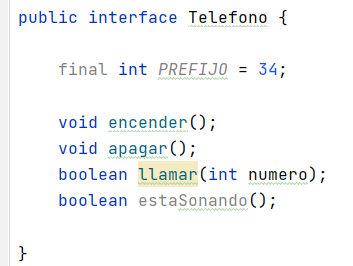 public interface Telefono {
final int PREFIJO = 34;
void encender();
void apagar();
boolean llamar(int numero);
boolean estaSonando();
}